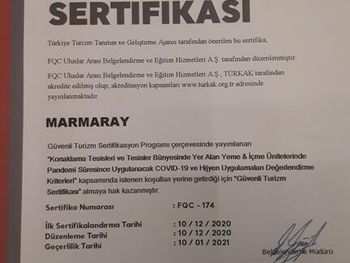 SERTİFİKASI
Türkiye Turizm Tanıtım ve Geliştirme Ajansı tarafından önerilen bu sertifika,
FQC Uluslar Arası Belgelendirme ve Eğitim Hizmetleri A.Ş. tarafından düzenlenmiştir.
FQC Uluslar Arası Belgelendirme ve Eğitim Hizmetleri A.Ş., TÜRKAK tarafından
akredite edilmiş olup, akreditasyon kapsamları www.turkak.org.tr adresinde
yayınlanmaktadır.
MARMARAY
Güvenli Turizm Sertifikasyon Programı çerçevesinde yayımlanan
"Konaklama Tesisleri ve Tesisler Bünyesinde Yer Alan Yeme & İçme Ünitelerinde
Pandemi Süresince Uygulanacak COVID-19 ve Hijyen Uygulamaları Değerlendirme
Kriterleri" kapsamında istenen koşulları yerine getirdiği için "Güvenli Turizm
Sertifikası" almaya hak kazanmıştır.
Sertifika Numarası : FQC - 174
İlk Sertifikalandırma Tarihi : 10 / 12 / 2020
Düzenleme Tarihi : 10 / 12 / 2020
Geçerlilik Tarihi : 10 / 01 / 2021
Belgelendirme Müdürü